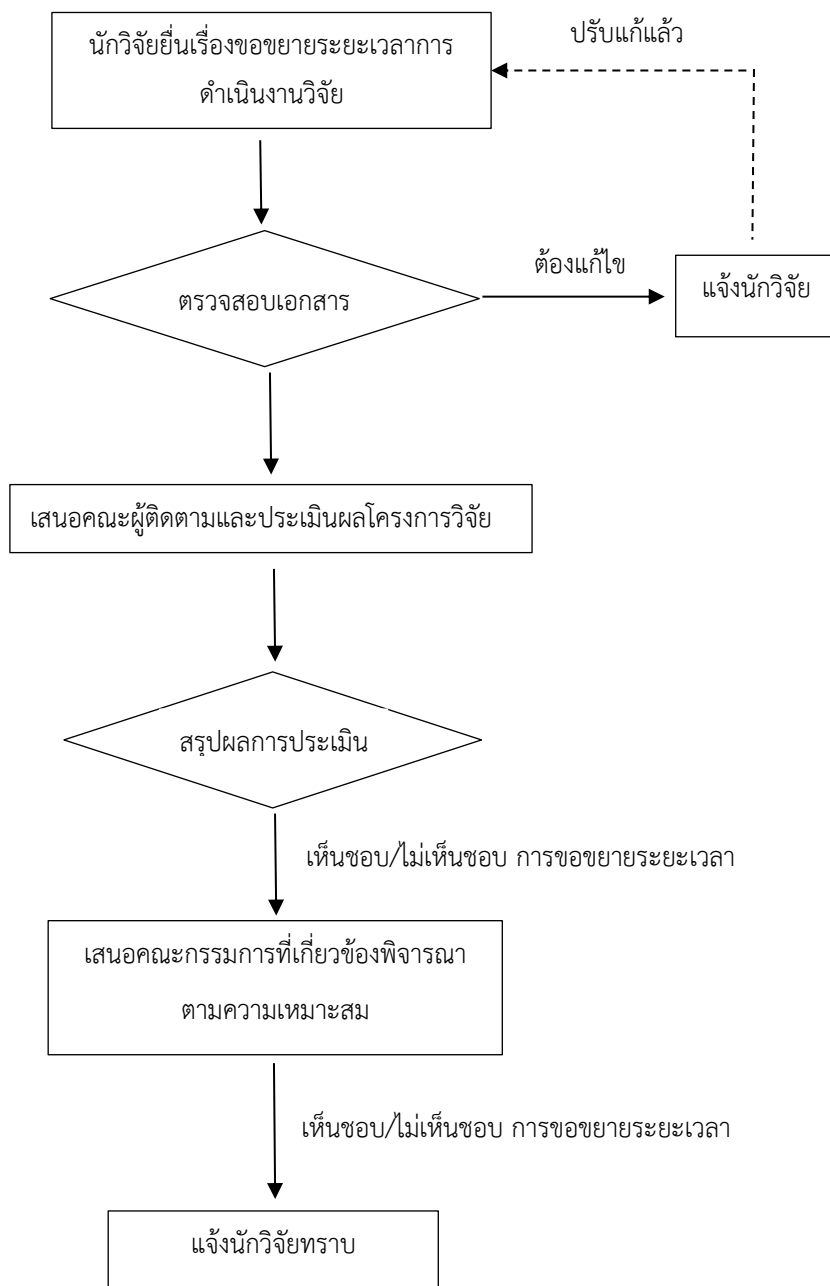 นักวิจัยยื่นเรื่องขอขยายระยะเวลาการ
ดำเนินงานวิจัย
ปรับแก้แล้ว
ตรวจสอบเอกสาร
ต้องแก้ไข
แจ้งนักวิจัย
เสนอคณะผู้ติดตามและประเมินผลโครงการวิจัย
สรุปผลการประเมิน
เห็นชอบ/ไม่เห็นชอบ การขอขยายระยะเวลา
เสนอคณะกรรมการที่เกี่ยวข้องพิจารณา
ตามความเหมาะสม
เห็นชอบ/ไม่เห็นชอบ การขอขยายระยะเวลา
แจ้งนักวิจัยทราบ